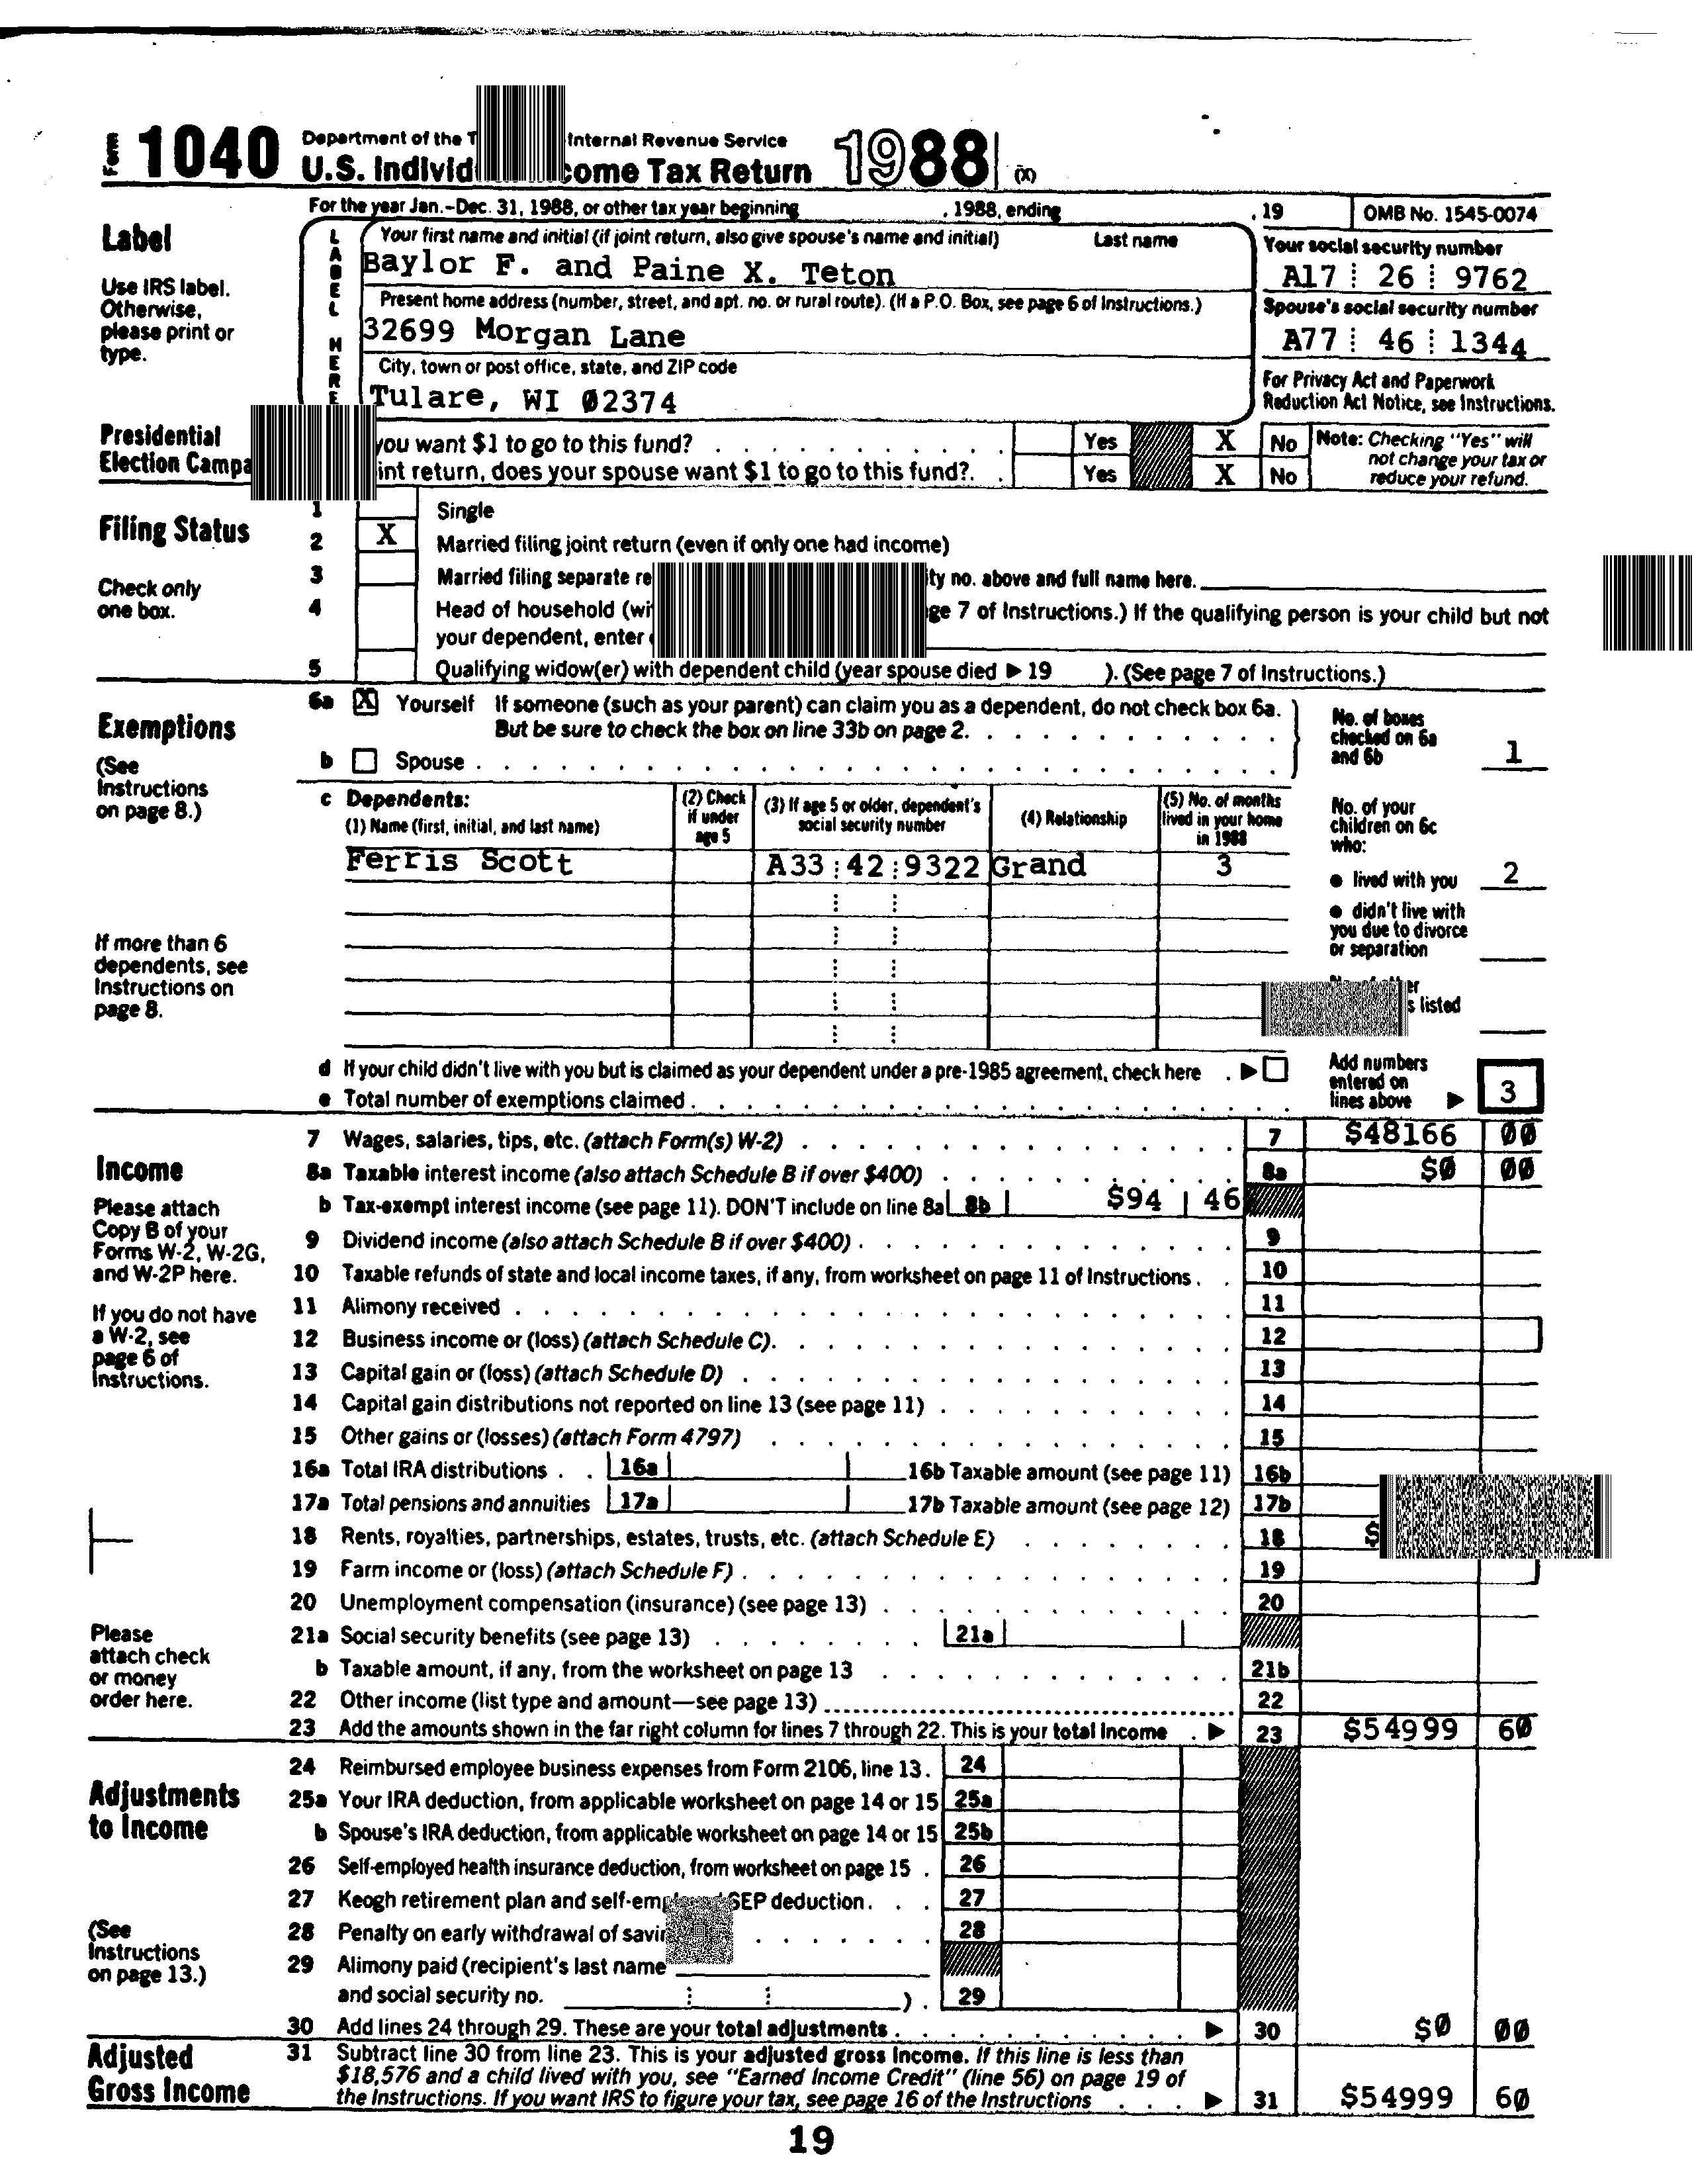 Form 1040 Department of the T Internal Revenue Service
U.S. Individ come Tax Return 1988 (X)
For the year Jan.-Dec. 31, 1988, or other tax year beginning , 1988, ending , 19 OMB No. 1545-0074
Label
Use IRS label. Otherwise, please print or type.
LABEL HERE
Your first name and initial (if joint return, also give spouse's name and initial) Last name
Baylor F. and Paine X. Teton
Your social security number
A17 26 9762
Present home address (number, street, and apt. no. or rural route). (If a P.O. Box, see page 6 of Instructions.)
32699 Morgan Lane
Spouse's social security number
A77 46 1344
City, town or post office, state, and ZIP code
Tulare, WI 02374
For Privacy Act and Paperwork Reduction Act Notice, see Instructions.
Presidential Election Campa
you want $1 to go to this fund? Yes X No
int return, does your spouse want $1 to go to this fund?. Yes X No
Note: Checking "Yes" will not change your tax or reduce your refund.
Filing Status
Check only one box.
1 Single
2 X Married filing joint return (even if only one had income)
3 Married filing separate re ity no. above and full name here.
4 Head of household (wi ge 7 of Instructions.) If the qualifying person is your child but not
your dependent, enter
5 Qualifying widow(er) with dependent child (year spouse died ▶ 19 ). (See page 7 of Instructions.)
Exemptions
(See Instructions on page 8.)
6a X Yourself If someone (such as your parent) can claim you as a dependent, do not check box 6a.
But be sure to check the box on line 33b on page 2.
b Spouse
No. of boxes checked on 6a and 6b 1
c Dependents:
(1) Name (first, initial, and last name)
(2) Check if under age 5
(3) If age 5 or older, dependent's social security number
(4) Relationship
(5) No. of months lived in your home in 1988
Ferris Scott A33 42 9322 Grand 3
No. of your children on 6c who:
● lived with you 2
● didn't live with you due to divorce or separation
er
s listed
If more than 6 dependents, see Instructions on page 8.
d If your child didn't live with you but is claimed as your dependent under a pre-1985 agreement, check here ▶
e Total number of exemptions claimed
Add numbers entered on lines above ▶ 3
Income
Please attach Copy B of your Forms W-2, W-2G, and W-2P here.
If you do not have a W-2, see page 6 of Instructions.
Please attach check or money order here.
7 Wages, salaries, tips, etc. (attach Form(s) W-2) 7 $48166 00
8a Taxable interest income (also attach Schedule B if over $400) 8a $0 00
b Tax-exempt interest income (see page 11). DON'T include on line 8a 8b $94 46
9 Dividend income (also attach Schedule B if over $400) 9
10 Taxable refunds of state and local income taxes, if any, from worksheet on page 11 of Instructions 10
11 Alimony received 11
12 Business income or (loss) (attach Schedule C) 12
13 Capital gain or (loss) (attach Schedule D) 13
14 Capital gain distributions not reported on line 13 (see page 11) 14
15 Other gains or (losses) (attach Form 4797) 15
16a Total IRA distributions 16a 16b Taxable amount (see page 11) 16b
17a Total pensions and annuities 17a 17b Taxable amount (see page 12) 17b
18 Rents, royalties, partnerships, estates, trusts, etc. (attach Schedule E) 18 $
19 Farm income or (loss) (attach Schedule F) 19
20 Unemployment compensation (insurance) (see page 13) 20
21a Social security benefits (see page 13) 21a
b Taxable amount, if any, from the worksheet on page 13 21b
22 Other income (list type and amount—see page 13) 22
23 Add the amounts shown in the far right column for lines 7 through 22. This is your total income ▶ 23 $54999 60
Adjustments to Income
(See Instructions on page 13.)
24 Reimbursed employee business expenses from Form 2106, line 13. 24
25a Your IRA deduction, from applicable worksheet on page 14 or 15 25a
b Spouse's IRA deduction, from applicable worksheet on page 14 or 15 25b
26 Self-employed health insurance deduction, from worksheet on page 15 26
27 Keogh retirement plan and self-employed SEP deduction 27
28 Penalty on early withdrawal of savin 28
29 Alimony paid (recipient's last name
and social security no. ) 29
30 Add lines 24 through 29. These are your total adjustments ▶ 30 $0 00
Adjusted Gross Income
31 Subtract line 30 from line 23. This is your adjusted gross income. If this line is less than
$18,576 and a child lived with you, see "Earned Income Credit" (line 56) on page 19 of
the Instructions. If you want IRS to figure your tax, see page 16 of the Instructions ▶ 31 $54999 60
19